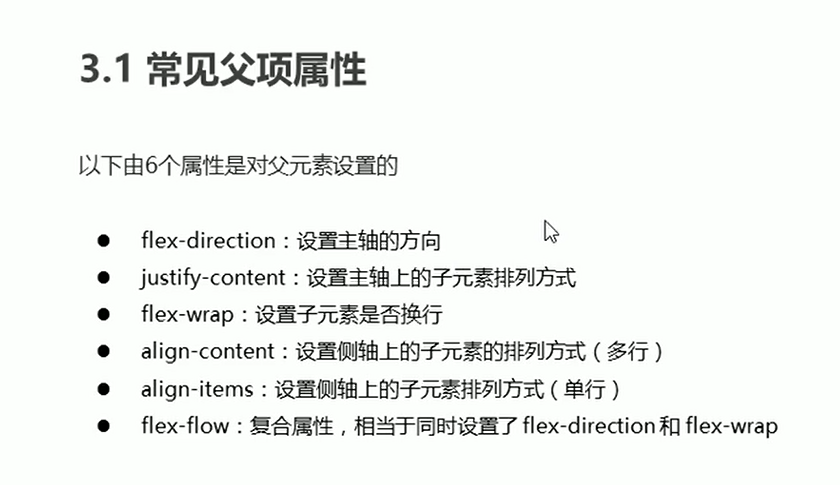 3.1 常见父项属性
以下由6个属性是对父元素设置的
● flex-direction：设置主轴的方向
● justify-content：设置主轴上的子元素排列方式
● flex-wrap：设置子元素是否换行
● align-content：设置侧轴上的子元素的排列方式（多行）
● align-items：设置侧轴上的子元素排列方式（单行）
● flex-flow：复合属性，相当于同时设置了 flex-direction 和 flex-wrap